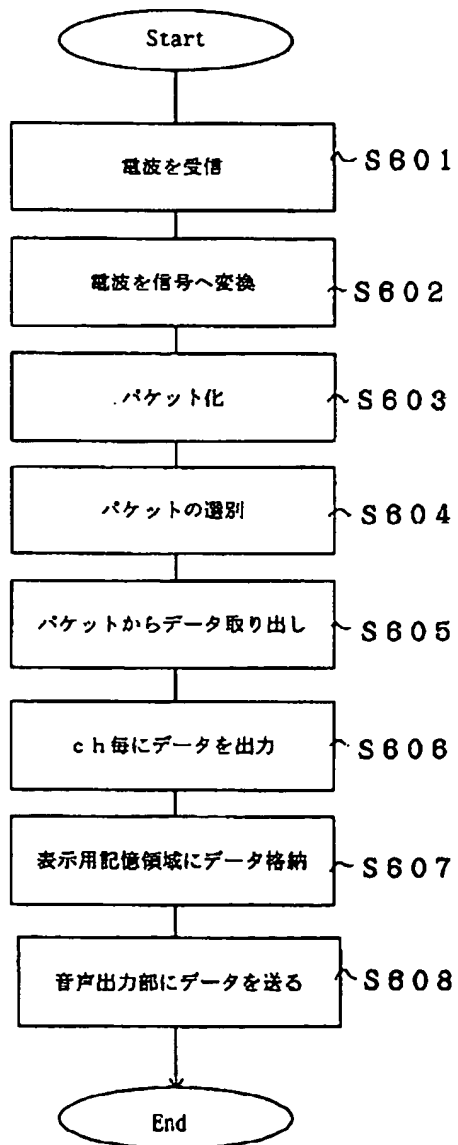 Start
電波を受信
S601
電波を信号へ変換
S602
パケット化
S603
パケットの選別
S604
パケットからデータ取り出し
S605
ch毎にデータを出力
S606
表示用記憶領域にデータ格納
S607
音声出力部にデータを送る
S608
End